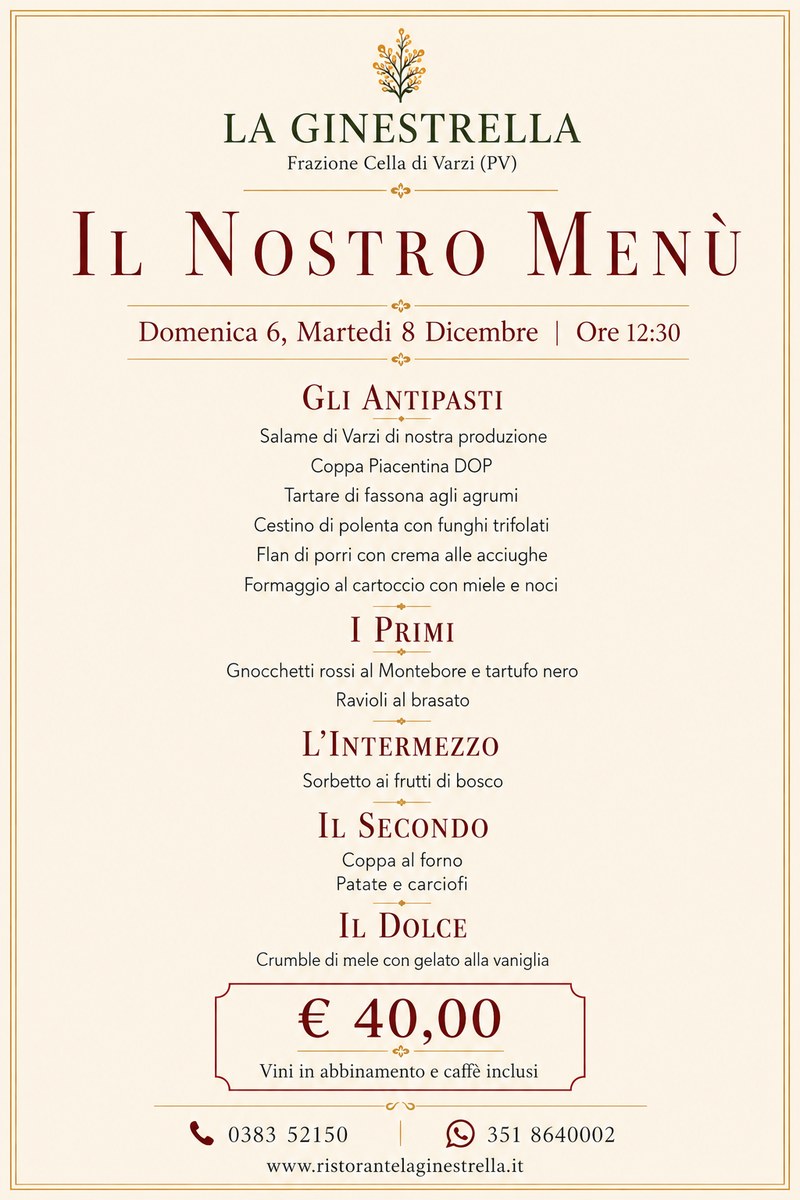 LA GINESTRELLA
Frazione Cella di Varzi (PV)
IL NOSTRO MENÙ
Domenica 6, Martedi 8 Dicembre | Ore 12:30
GLI ANTIPASTI
Salame di Varzi di nostra produzione
Coppa Piacentina DOP
Tartare di fassona agli agrumi
Cestino di polenta con funghi trifolati
Flan di porri con crema alle acciughe
Formaggio al cartoccio con miele e noci
I PRIMI
Gnocchetti rossi al Montebore e tartufo nero
Ravioli al brasato
L'INTERMEZZO
Sorbetto ai frutti di bosco
IL SECONDO
Coppa al forno
Patate e carciofi
IL DOLCE
Crumble di mele con gelato alla vaniglia
€ 40,00
Vini in abbinamento e caffè inclusi
0383 52150 | 351 8640002
www.ristorantelaginestrella.it